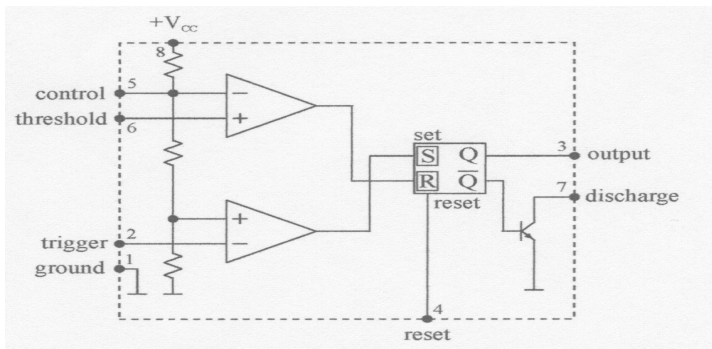 +Vcc
8
control 5
−
threshold 6
+
set
S Q
3 output
R Q̅
reset
7 discharge
+
trigger 2
−
ground 1
4
reset